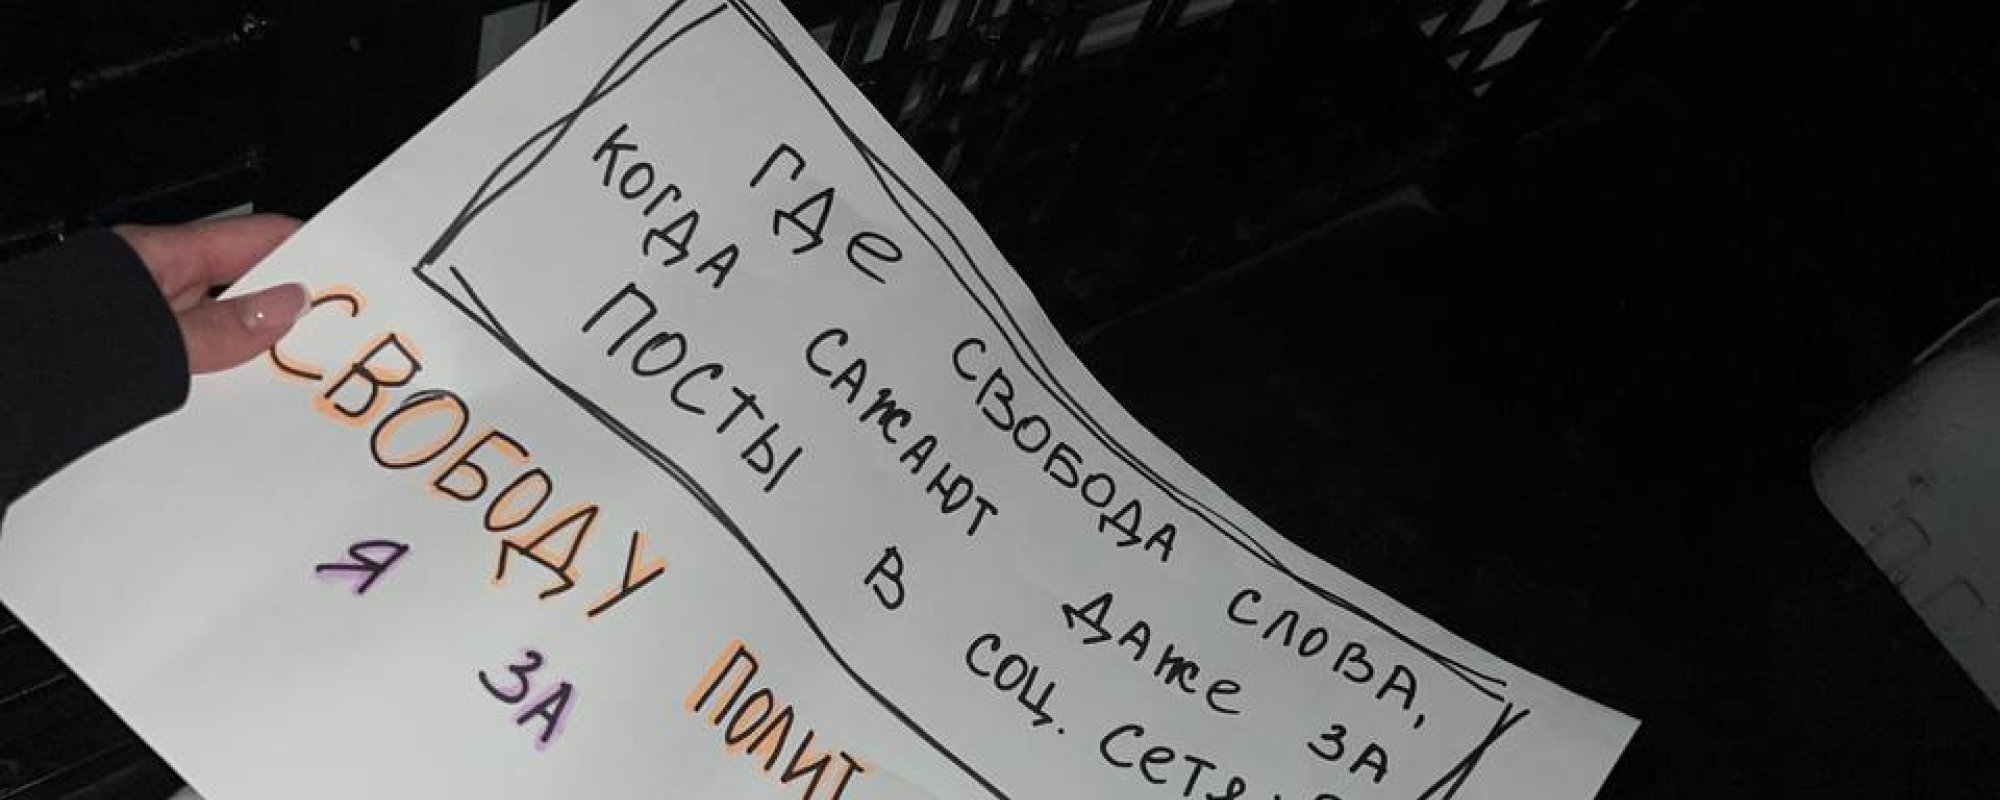 ГДЕ СВОБОДА СЛОВА,
КОГДА САЖАЮТ ДАЖЕ ЗА
ПОСТЫ В СОЦ. СЕТЯХ?
СВОБОДУ ПОЛИТ
Я ЗА